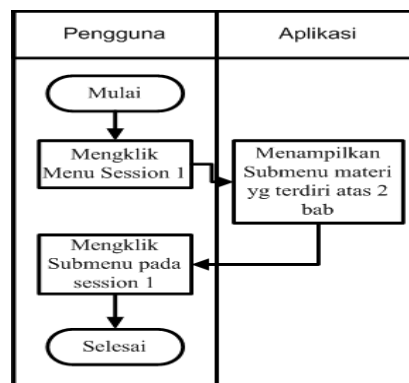 Pengguna
Aplikasi
Mulai
Mengklik
Menu Session 1
Menampilkan
Submenu materi
yg terdiri atas 2
bab
Mengklik
Submenu pada
session 1
Selesai